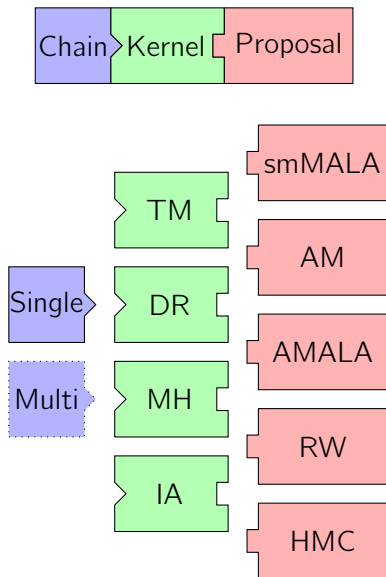 Chain Kernel Proposal
smMALA
TM
AM
Single DR
AMALA
Multi MH
RW
IA
HMC